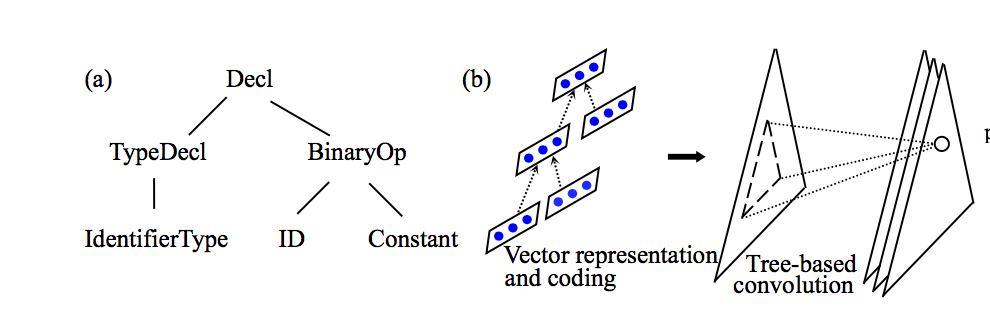 (a)
Decl
TypeDecl
BinaryOp
IdentifierType
ID
Constant
(b)
Vector representation
and coding
Tree-based
convolution